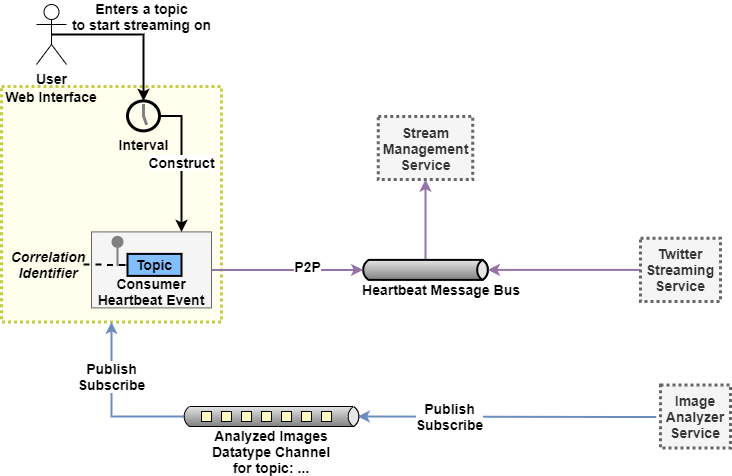 Enters a topic
to start streaming on
User
Web Interface
Interval
Construct
Stream
Management
Service
Correlation
Identifier
Topic
Consumer
Heartbeat Event
P2P
Heartbeat Message Bus
Twitter
Streaming
Service
Publish
Subscribe
Analyzed Images
Datatype Channel
for topic: ...
Publish
Subscribe
Image
Analyzer
Service